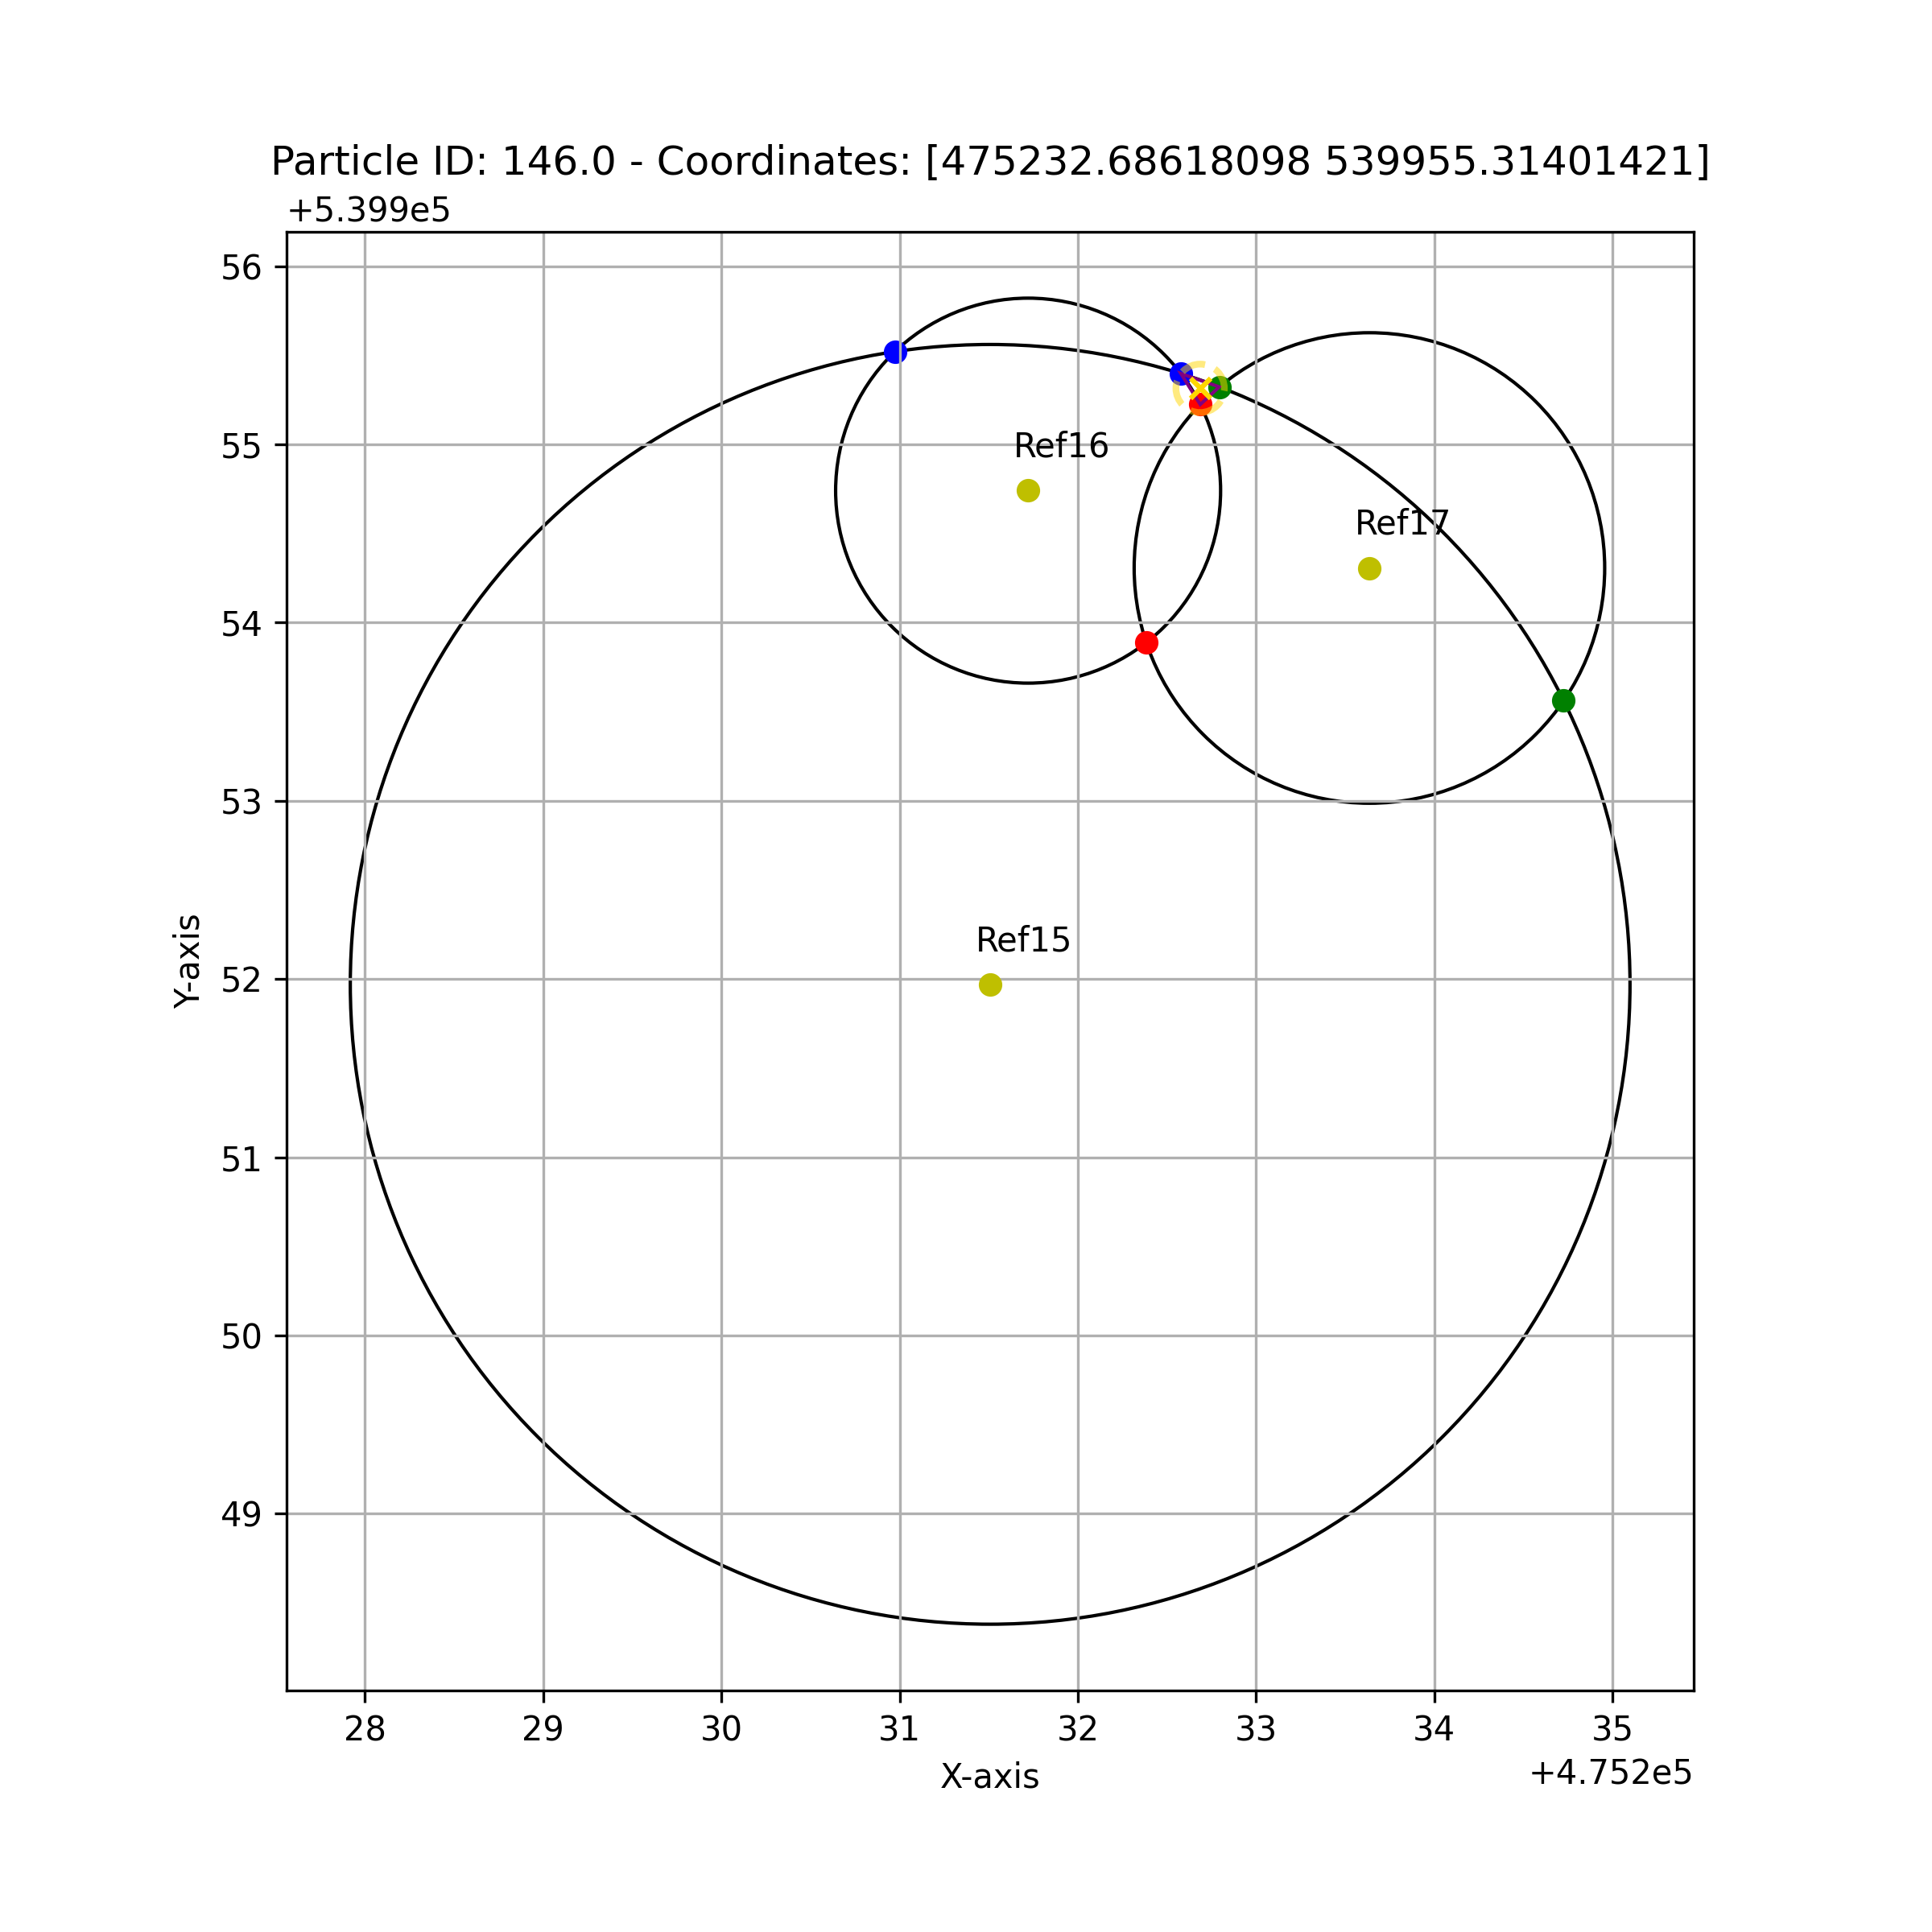 Particle ID: 146.0 - Coordinates: [475232.68618098 539955.31401421]
+5.399e5
56
55
54
53
52
51
50
49
Y-axis
Ref16
Ref17
Ref15
28 29 30 31 32 33 34 35
X-axis
+4.752e5